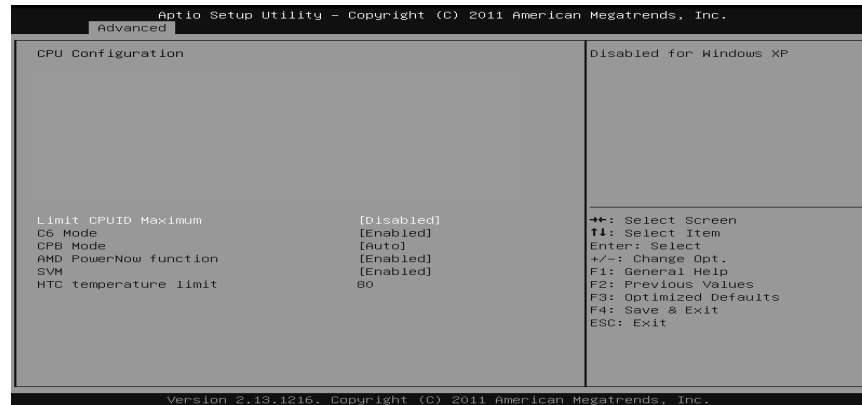 Aptio Setup Utility – Copyright (C) 2011 American Megatrends, Inc.
Advanced
CPU Configuration
Limit CPUID Maximum [Disabled]
C6 Mode [Enabled]
CPB Mode [Auto]
AMD PowerNow function [Enabled]
SVM [Enabled]
HTC temperature limit 80
Disabled for Windows XP
→←: Select Screen
↑↓: Select Item
Enter: Select
+/-: Change Opt.
F1: General Help
F2: Previous Values
F3: Optimized Defaults
F4: Save & Exit
ESC: Exit
Version 2.13.1216. Copyright (C) 2011 American Megatrends, Inc.